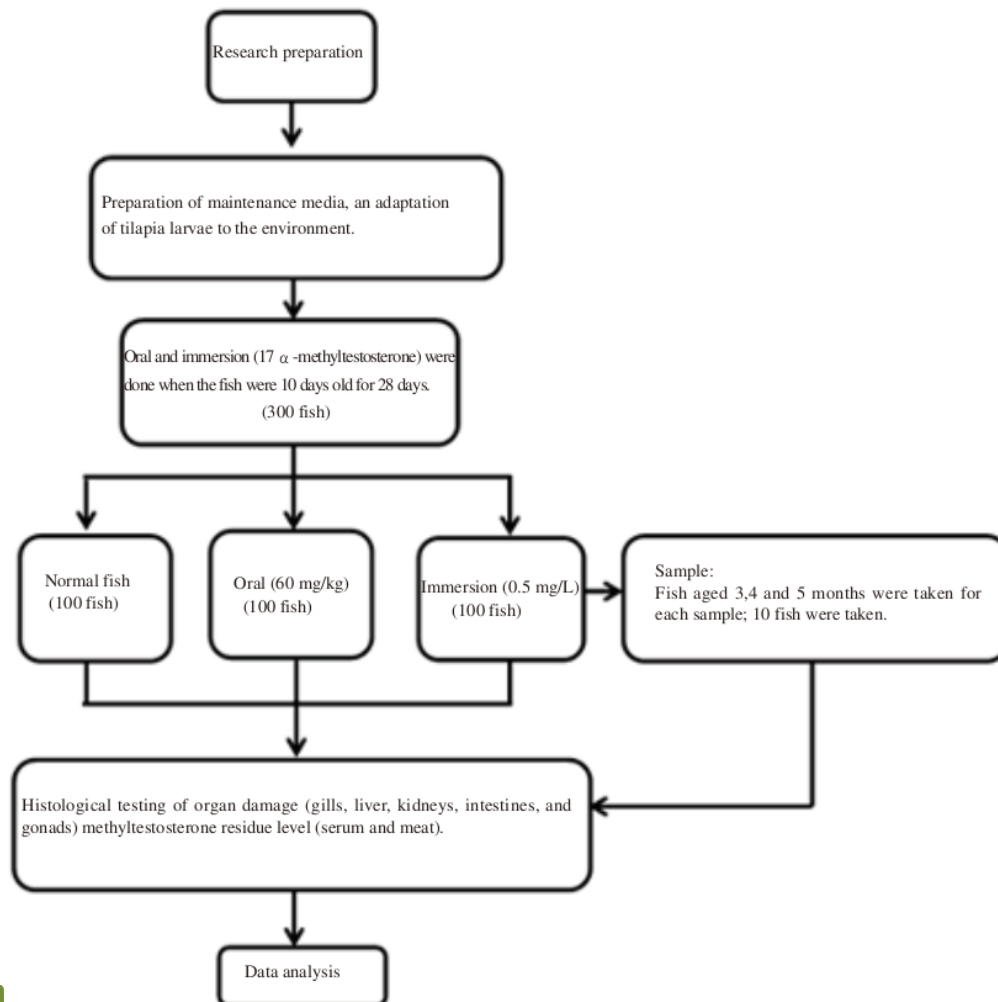 Research preparation
Preparation of maintenance media, an adaptation
of tilapia larvae to the environment.
Oral and immersion (17 α -methyltestosterone) were
done when the fish were 10 days old for 28 days.
(300 fish)
Normal fish
(100 fish)
Oral (60 mg/kg)
(100 fish)
Immersion (0.5 mg/L)
(100 fish)
Sample:
Fish aged 3,4 and 5 months were taken for
each sample; 10 fish were taken.
Histological testing of organ damage (gills, liver, kidneys, intestines, and
gonads) methyltestosterone residue level (serum and meat).
Data analysis